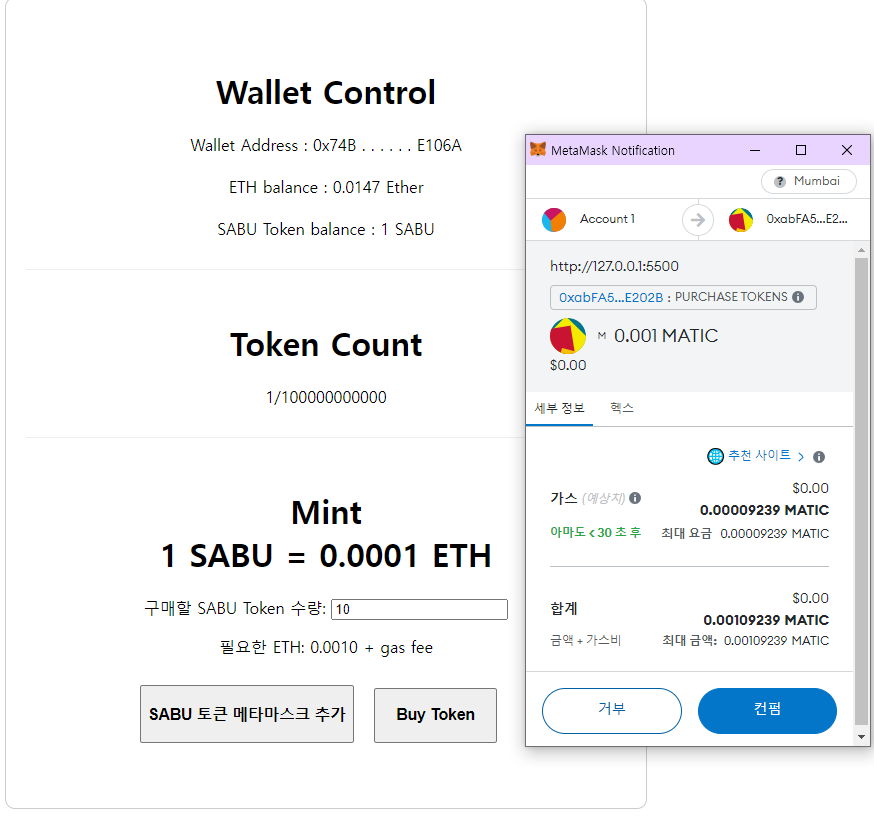 Wallet Control
Wallet Address : 0x74B . . . . . . E106A
ETH balance : 0.0147 Ether
SABU Token balance : 1 SABU
Token Count
1/100000000000
Mint
1 SABU = 0.0001 ETH
구매할 SABU Token 수량: 10
필요한 ETH: 0.0010 + gas fee
SABU 토큰 메타마스크 추가
Buy Token
MetaMask Notification
? Mumbai
Account 1
0xabFA5...E2...
http://127.0.0.1:5500
0xabFA5...E202B : PURCHASE TOKENS
M 0.001 MATIC
$0.00
세부 정보 헥스
추천 사이트 >
$0.00
가스 (예상치) 0.00009239 MATIC
아마도 < 30 초 후 최대 요금 0.00009239 MATIC
$0.00
합계 0.00109239 MATIC
금액 + 가스비 최대 금액: 0.00109239 MATIC
거부 컨펌